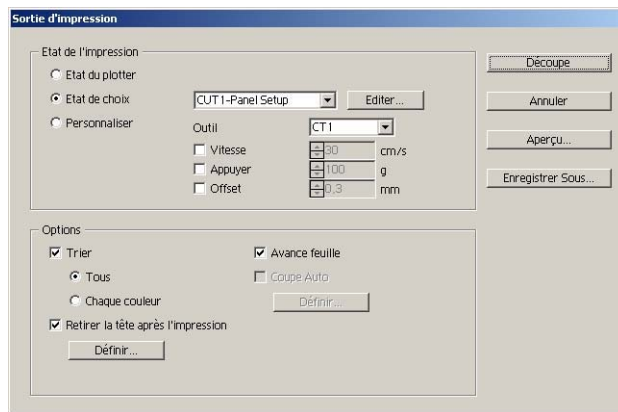 Sortie d'impression
Etat de l'impression
Etat du plotter
Etat de choix CUT1-Panel Setup Editer...
Personnaliser Outil CT1
Vitesse 30 cm/s
Appuyer 100 g
Offset 0,3 mm
Découpe
Annuler
Aperçu...
Enregistrer Sous...
Options
Trier Avance feuille
Tous Coupe Auto
Chaque couleur Définir...
Retirer la tête après l'impression
Définir...